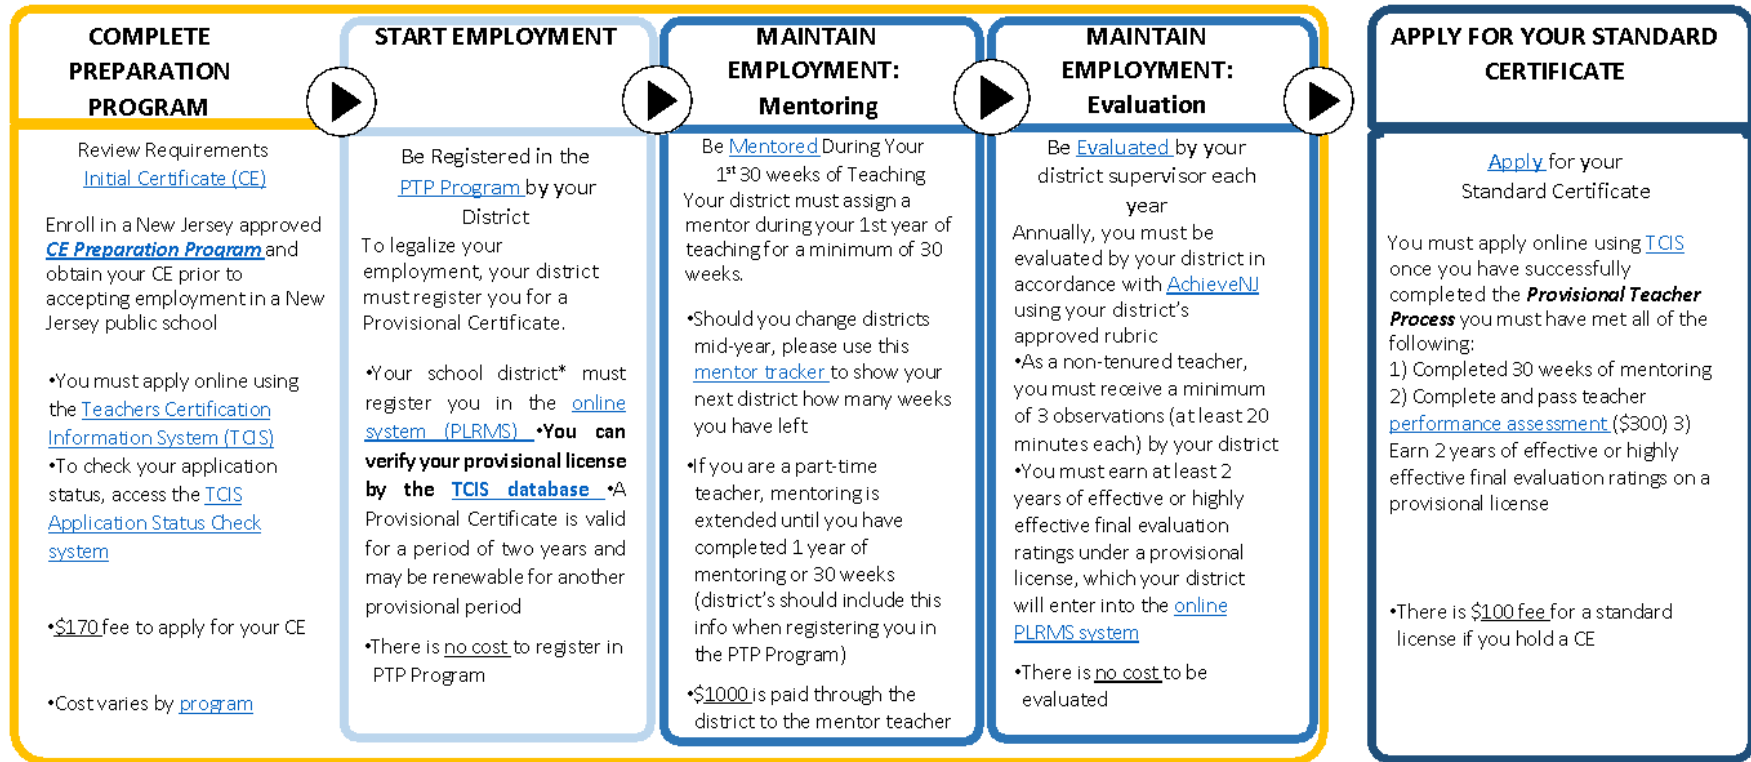 COMPLETE
PREPARATION
PROGRAM
Review Requirements
Initial Certificate (CE)
Enroll in a New Jersey approved
CE Preparation Program and
obtain your CE prior to
accepting employment in a New
Jersey public school
•You must apply online using
the Teachers Certification
Information System (TCIS)
•To check your application
status, access the TCIS
Application Status Check
system
•$170 fee to apply for your CE
•Cost varies by program
START EMPLOYMENT
Be Registered in the
PTP Program by your
District
To legalize your
employment, your district
must register you for a
Provisional Certificate.
•Your school district* must
register you in the online
system (PLRMS) •You can
verify your provisional license
by the TCIS database •A
Provisional Certificate is valid
for a period of two years and
may be renewable for another
provisional period
•There is no cost to register in
PTP Program
MAINTAIN
EMPLOYMENT:
Mentoring
Be Mentored During Your
1st 30 weeks of Teaching
Your district must assign a
mentor during your 1st year of
teaching for a minimum of 30
weeks.
•Should you change districts
mid-year, please use this
mentor tracker to show your
next district how many weeks
you have left
•If you are a part-time
teacher, mentoring is
extended until you have
completed 1 year of
mentoring or 30 weeks
(district's should include this
info when registering you in
the PTP Program)
•$1000 is paid through the
district to the mentor teacher
MAINTAIN
EMPLOYMENT:
Evaluation
Be Evaluated by your
district supervisor each
year
Annually, you must be
evaluated by your district in
accordance with AchieveNJ
using your district's
approved rubric
•As a non-tenured teacher,
you must receive a minimum
of 3 observations (at least 20
minutes each) by your district
•You must earn at least 2
years of effective or highly
effective final evaluation
ratings under a provisional
license, which your district
will enter into the online
PLRMS system
•There is no cost to be
evaluated
APPLY FOR YOUR STANDARD
CERTIFICATE
Apply for your
Standard Certificate
You must apply online using TCIS
once you have successfully
completed the Provisional Teacher
Process you must have met all of the
following:
1) Completed 30 weeks of mentoring
2) Complete and pass teacher
performance assessment ($300) 3)
Earn 2 years of effective or highly
effective final evaluation ratings on a
provisional license
•There is $100 fee for a standard
license if you hold a CE